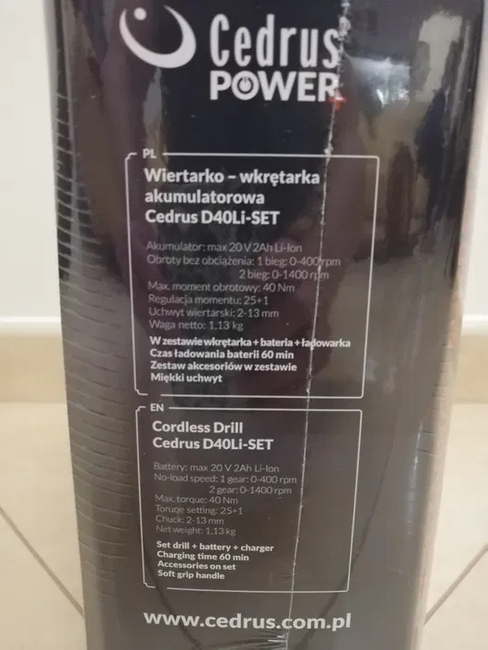 Cedrus
POWER
PL
Wiertarko – wkrętarka
akumulatorowa
Cedrus D40Li-SET
Akumulator: max 20 V 2Ah Li-Ion
Obroty bez obciążenia: 1 bieg: 0-400 rpm
2 bieg: 0-1400 rpm
Max. moment obrotowy: 40 Nm
Regulacja momentu: 25+1
Uchwyt wiertarski: 2-13 mm
Waga netto: 1,13 kg
W zestawie wkrętarka + bateria + ładowarka
Czas ładowania baterii 60 min
Zestaw akcesoriów w zestawie
Miękki uchwyt
EN
Cordless Drill
Cedrus D40Li-SET
Battery: max 20 V 2Ah Li-Ion
No-load speed: 1 gear: 0-400 rpm
2 gear: 0-1400 rpm
Max. torque: 40 Nm
Toruqe setting: 25+1
Chuck: 2-13 mm
Net weight: 1,13 kg
Set drill + battery + charger
Charging time 60 min
Accessories on set
Soft grip handle
www.cedrus.com.pl